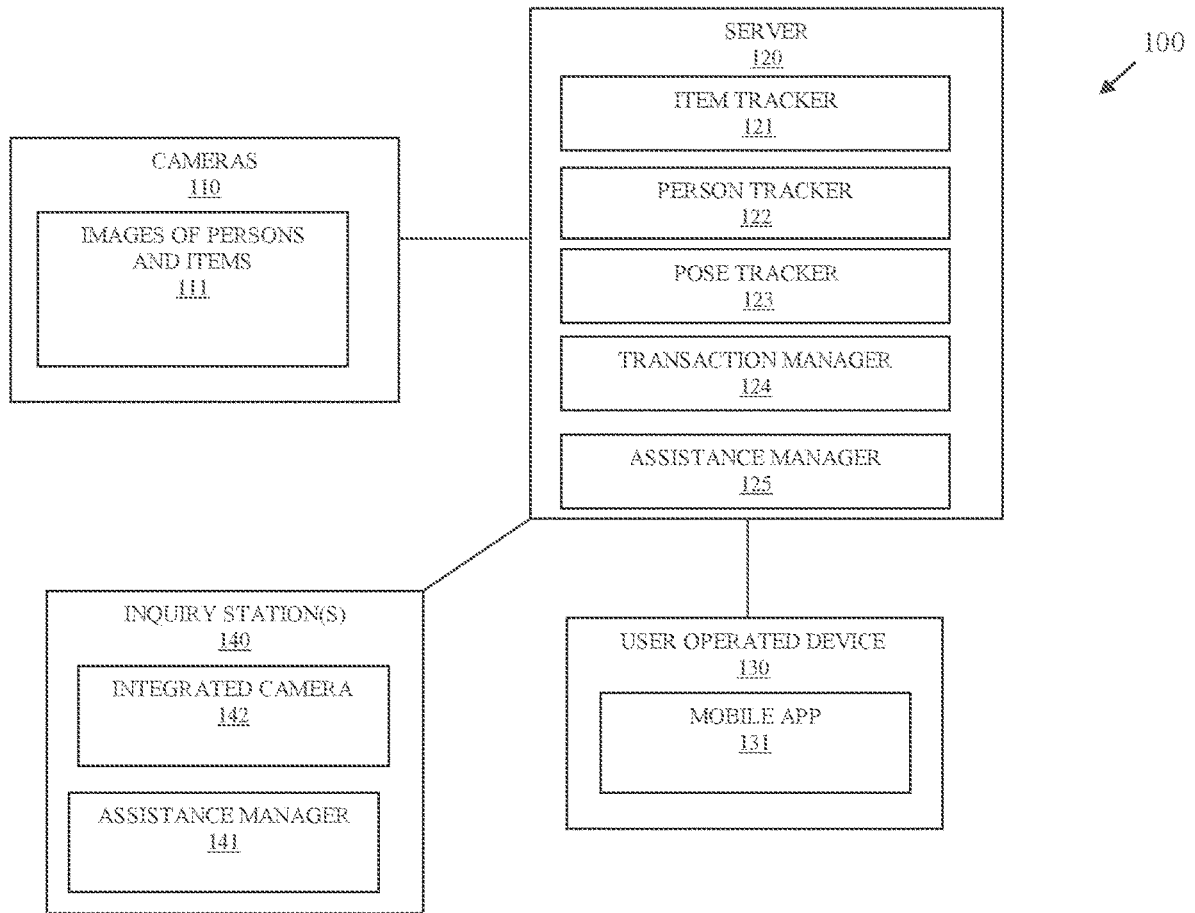 100
SERVER
120
ITEM TRACKER
121
PERSON TRACKER
122
POSE TRACKER
123
TRANSACTION MANAGER
124
ASSISTANCE MANAGER
125
CAMERAS
110
IMAGES OF PERSONS
AND ITEMS
111
INQUIRY STATION(S)
140
INTEGRATED CAMERA
142
ASSISTANCE MANAGER
141
USER OPERATED DEVICE
130
MOBILE APP
131